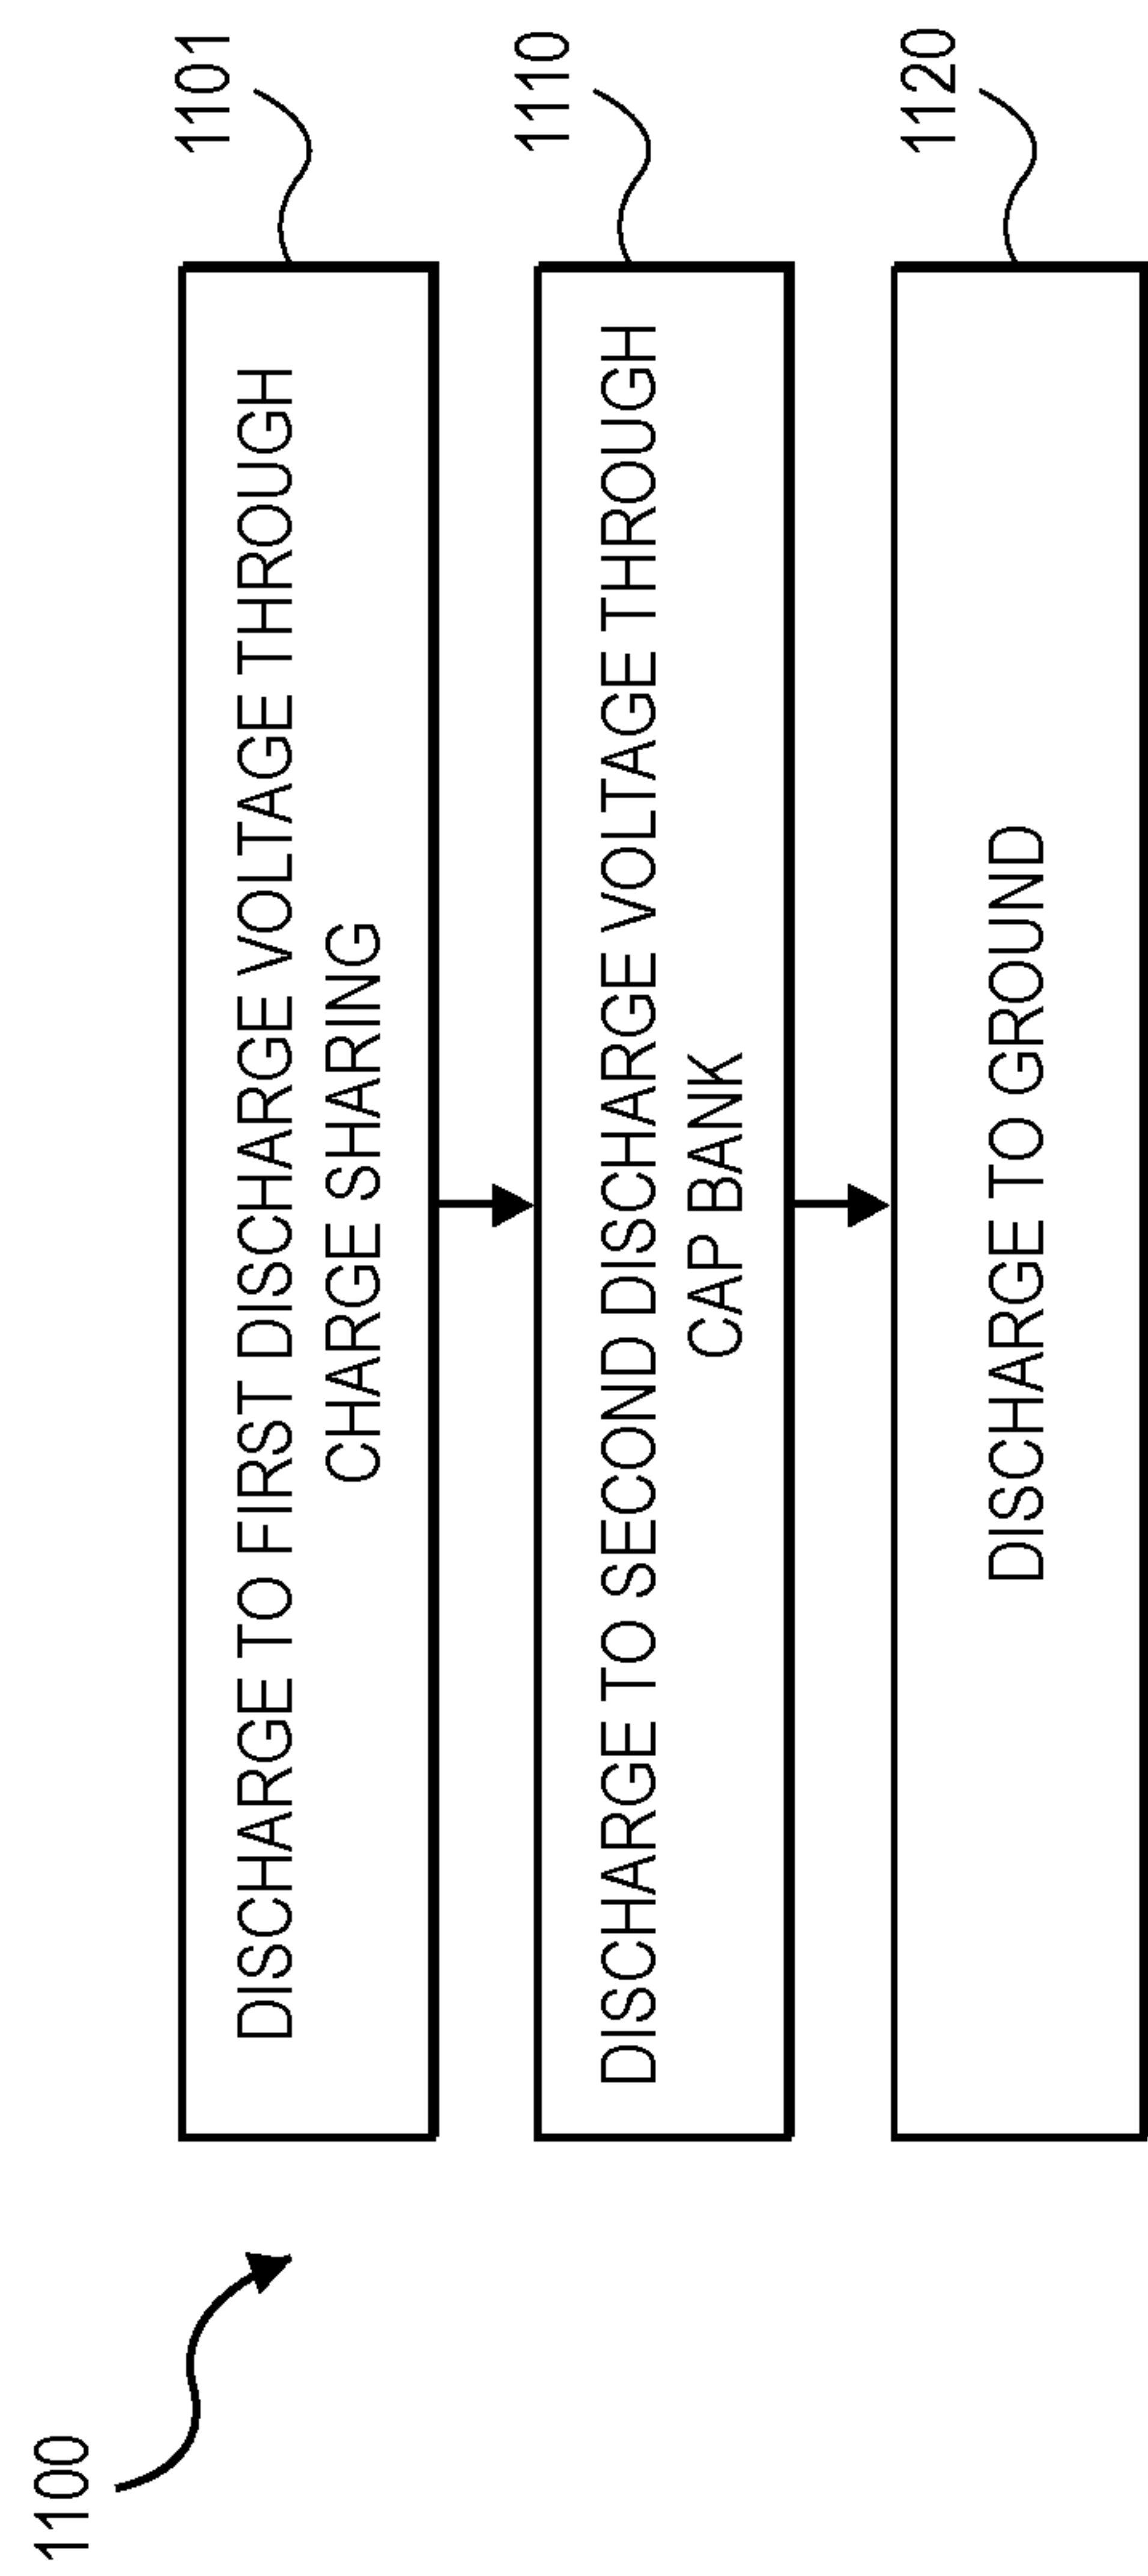 1100
DISCHARGE TO FIRST DISCHARGE VOLTAGE THROUGH
CHARGE SHARING
1101
DISCHARGE TO SECOND DISCHARGE VOLTAGE THROUGH
CAP BANK
1110
DISCHARGE TO GROUND
1120